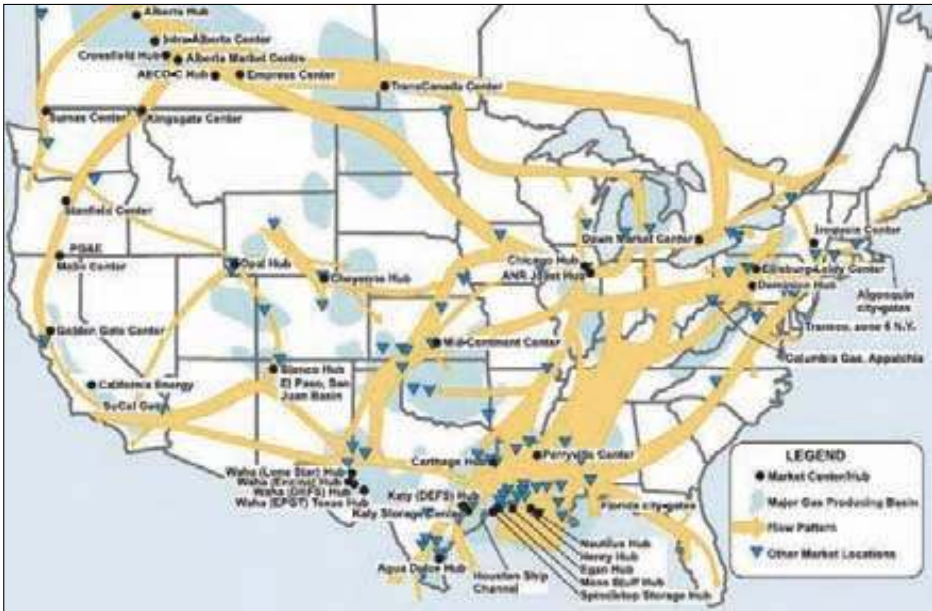 Alberta Hub
Intra-Alberta Center
Crossfield Hub
Alberta Market Centre
AECO-C Hub
Empress Center
TransCanada Center
Sumas Center
Kingsgate Center
Stanfield Center
PG&E
Malin Center
Opal Hub
Cheyenne Hub
Dawn Market Center
Iroquois Center
Chicago Hub
ANR Joliet Hub
Ellisburg-Leidy Center
Dominion Hub
Algonquin
city-gates
Golden Gate Center
Mid-Continent Center
Transco, zone 6 N.Y.
Columbia Gas, Appalchia
Blanco Hub
El Paso, San
Juan Basin
California Energy
SoCal Gas
Carthage Hub
Perryville Center
Waha (Lone Star) Hub
Waha (Encina) Hub
Waha (DEFS) Hub
Waha (EPGT) Texas Hub
Katy (DEFS) Hub
Katy Storage Center
Florida city-gates
Agua Dulce Hub
Houston Ship
Channel
Nautilus Hub
Henry Hub
Egan Hub
Moss Bluff Hub
Spindletop Storage Hub
LEGEND
Market Center/Hub
Major Gas Producing Basin
Flow Pattern
Other Market Locations